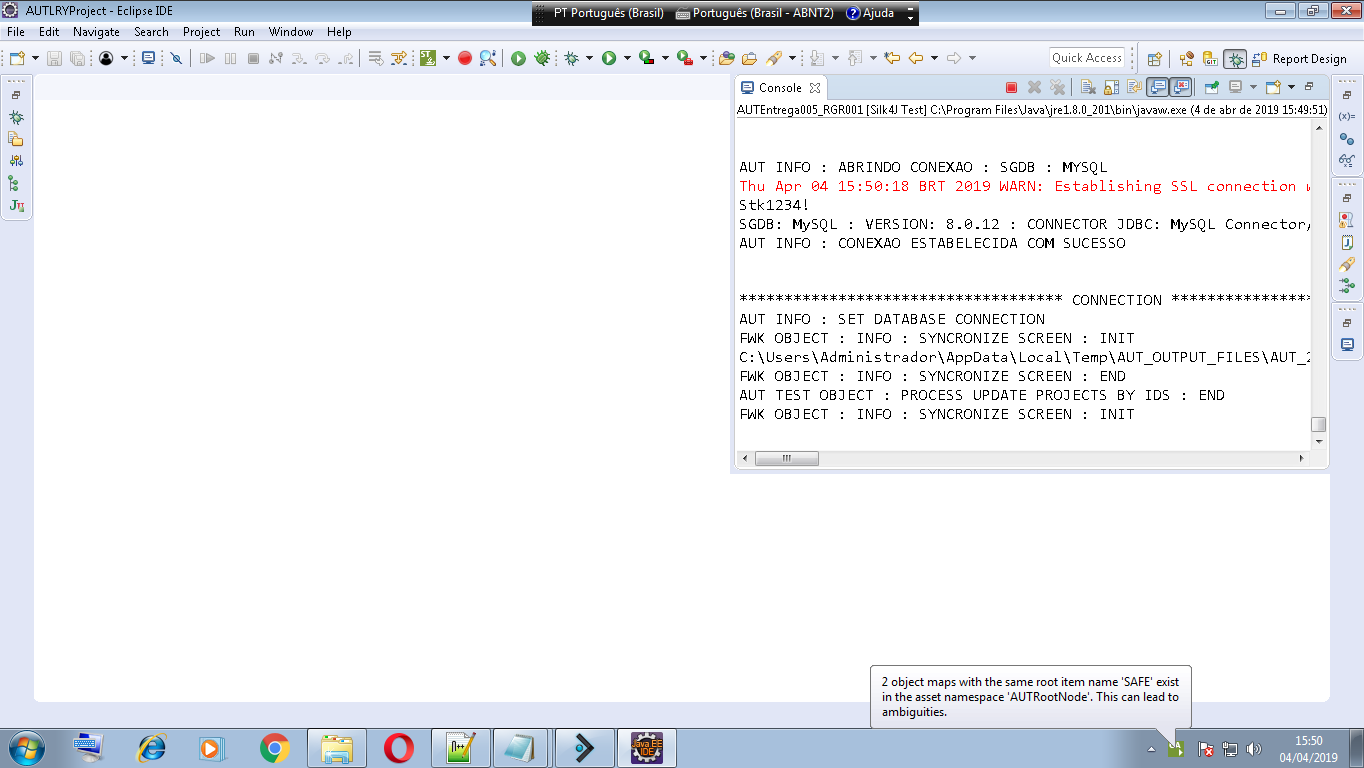 AUTLRYProject - Eclipse IDE
PT Português (Brasil) Português (Brasil - ABNT2) Ajuda
File Edit Navigate Search Project Run Window Help
Quick Access
Report Design
Console
AUTEntrega005_RGR001 [Silk4J Test] C:\Program Files\Java\jre1.8.0_201\bin\javaw.exe (4 de abr de 2019 15:49:51)
AUT INFO : ABRINDO CONEXAO : SGDB : MYSQL
Thu Apr 04 15:50:18 BRT 2019 WARN: Establishing SSL connection w
Stk1234!
SGDB: MySQL : VERSION: 8.0.12 : CONNECTOR JDBC: MySQL Connector/
AUT INFO : CONEXAO ESTABELECIDA COM SUCESSO
************************************ CONNECTION ****************
AUT INFO : SET DATABASE CONNECTION
FWK OBJECT : INFO : SYNCRONIZE SCREEN : INIT
C:\Users\Administrador\AppData\Local\Temp\AUT_OUTPUT_FILES\AUT_2
FWK OBJECT : INFO : SYNCRONIZE SCREEN : END
AUT TEST OBJECT : PROCESS UPDATE PROJECTS BY IDS : END
FWK OBJECT : INFO : SYNCRONIZE SCREEN : INIT
2 object maps with the same root item name 'SAFE' exist
in the asset namespace 'AUTRootNode'. This can lead to
ambiguities.
Java EE
IDE
15:50
04/04/2019